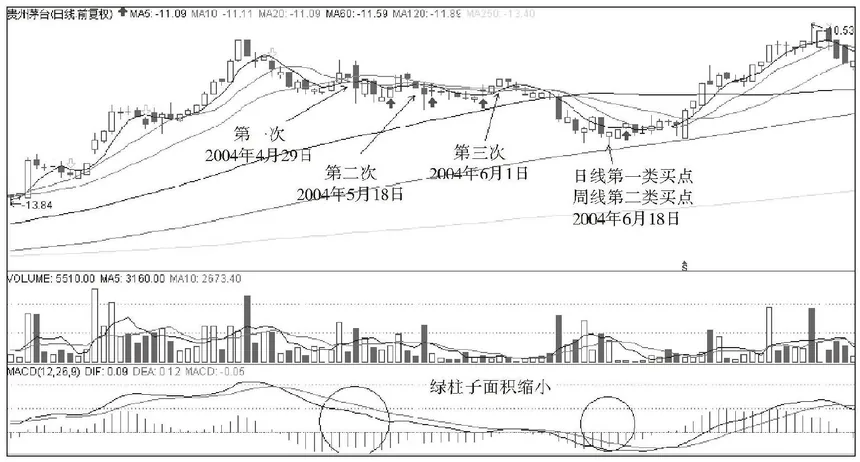 贵州茅台(日线.前复权) MA5: -11.09 MA10: -11.11 MA20: -11.09 MA60: -11.59 MA120: -11.89 MA250: -13.40
0.53
第一次
2004年4月29日
第二次
2004年5月18日
第三次
2004年6月1日
日线第一类买点
周线第二类买点
2004年6月18日
-13.84
VOLUME: 5510.00 MA5: 3160.00 MA10: 2673.40
MACD(12,26,9) DIF: 0.09 DEA: 0.12 MACD: -0.05
绿柱子面积缩小